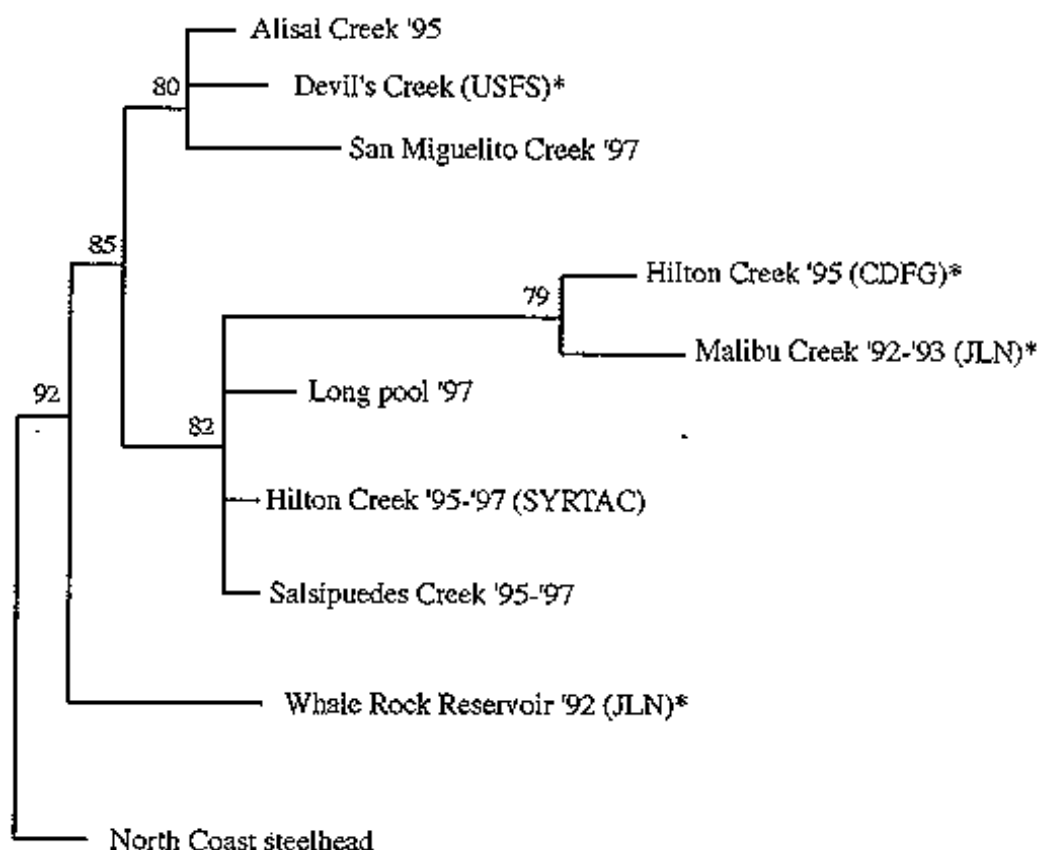 Alisal Creek '95
80
Devil's Creek (USFS)*
San Miguelito Creek '97
85
Hilton Creek '95 (CDFG)*
79
Malibu Creek '92-'93 (JLN)*
92
Long pool '97
82
Hilton Creek '95-'97 (SYRTAC)
Salsipuedes Creek '95-'97
Whale Rock Reservoir '92 (JLN)*
North Coast steelhead